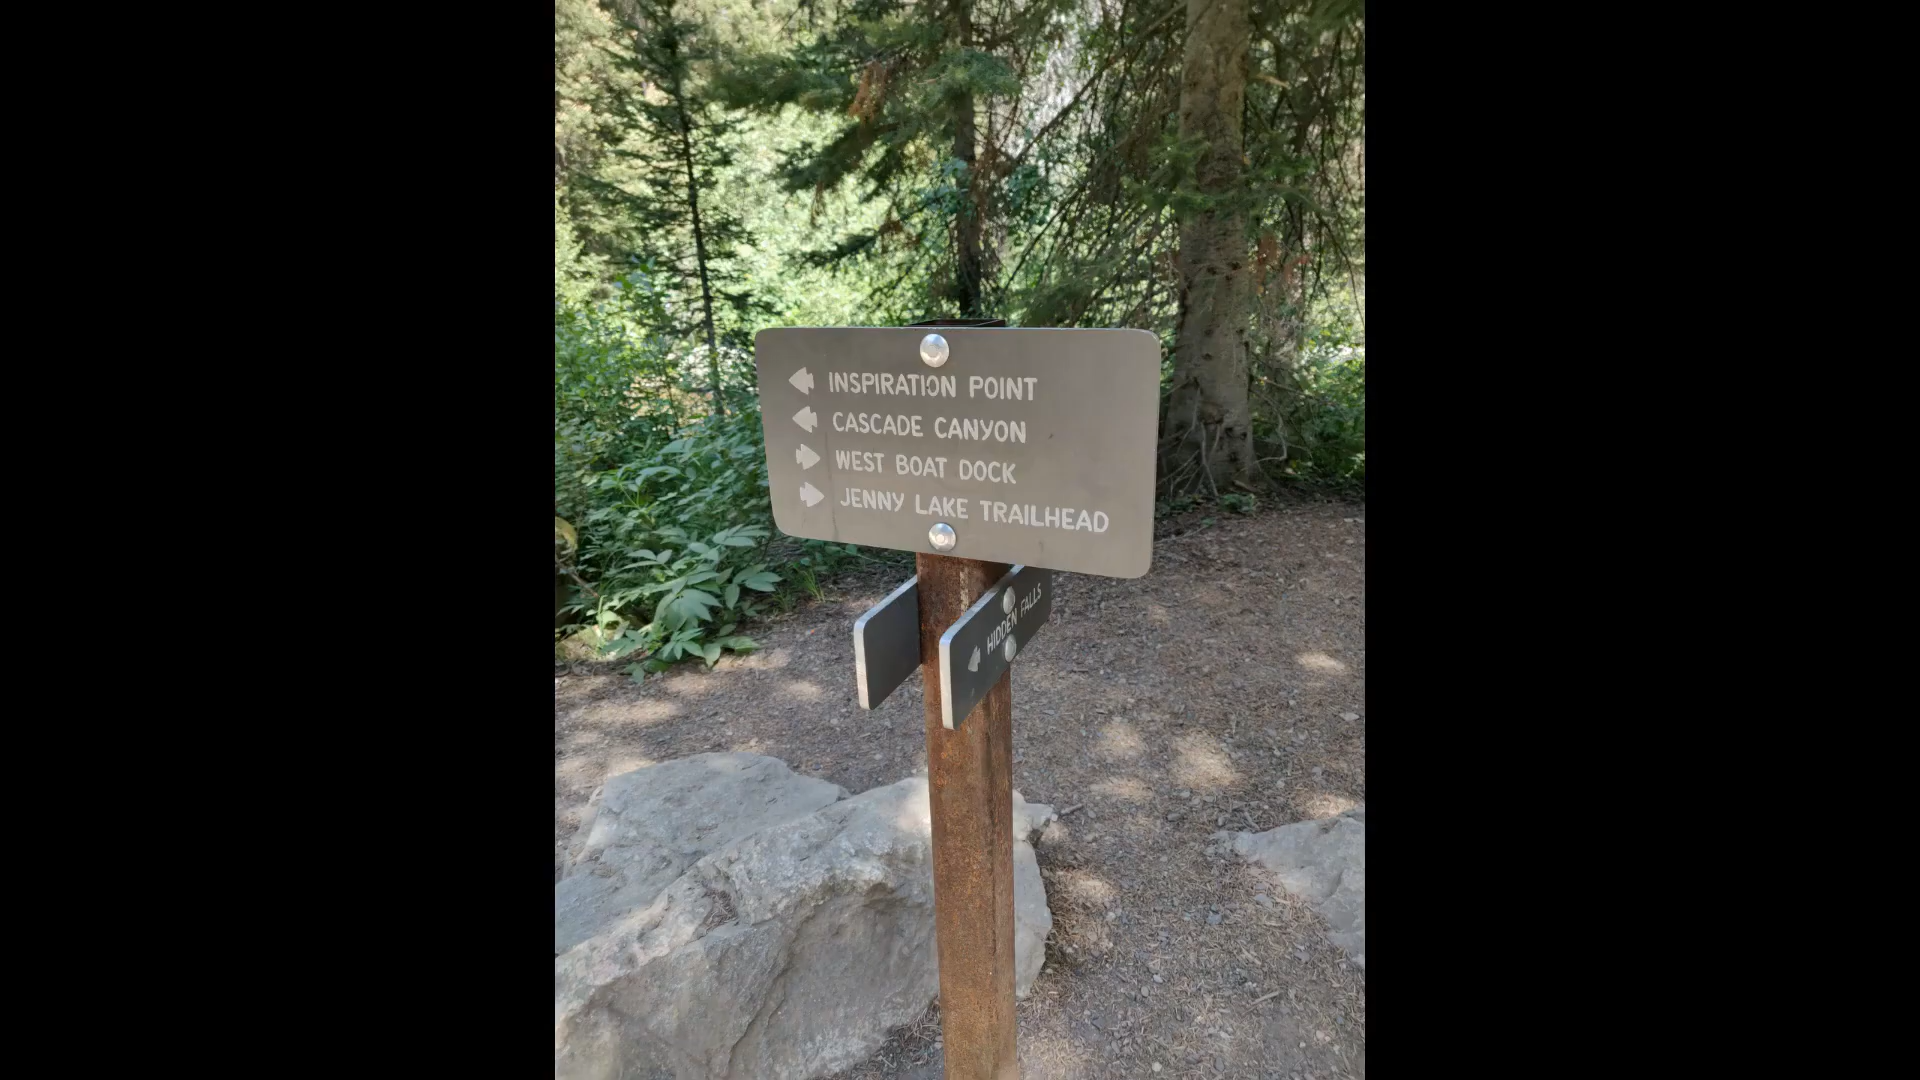 INSPIRATION POINT
CASCADE CANYON
WEST BOAT DOCK
JENNY LAKE TRAILHEAD
HIDDEN FALLS